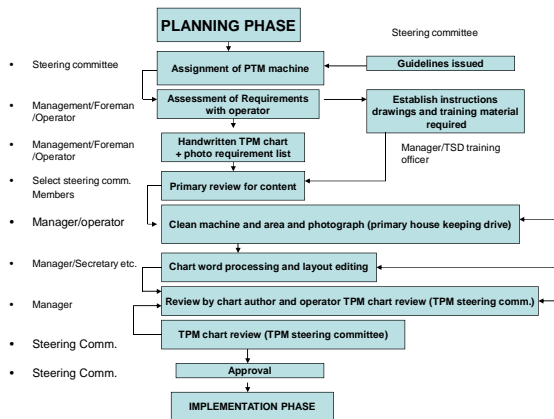 PLANNING PHASE
Steering committee
• Steering committee
Assignment of PTM machine
Guidelines issued
• Management/Foreman
/Operator
Assessment of Requirements
with operator
Establish instructions
drawings and training material
required
• Management/Foreman
/Operator
Handwritten TPM chart
+ photo requirement list
Manager/TSD training
officer
• Select steering comm.
Members
Primary review for content
• Manager/operator
Clean machine and area and photograph (primary house keeping drive)
• Manager/Secretary etc.
Chart word processing and layout editing
• Manager
Review by chart author and operator TPM chart review (TPM steering comm.)
• Steering Comm.
TPM chart review (TPM steering committee)
• Steering Comm.
Approval
IMPLEMENTATION PHASE